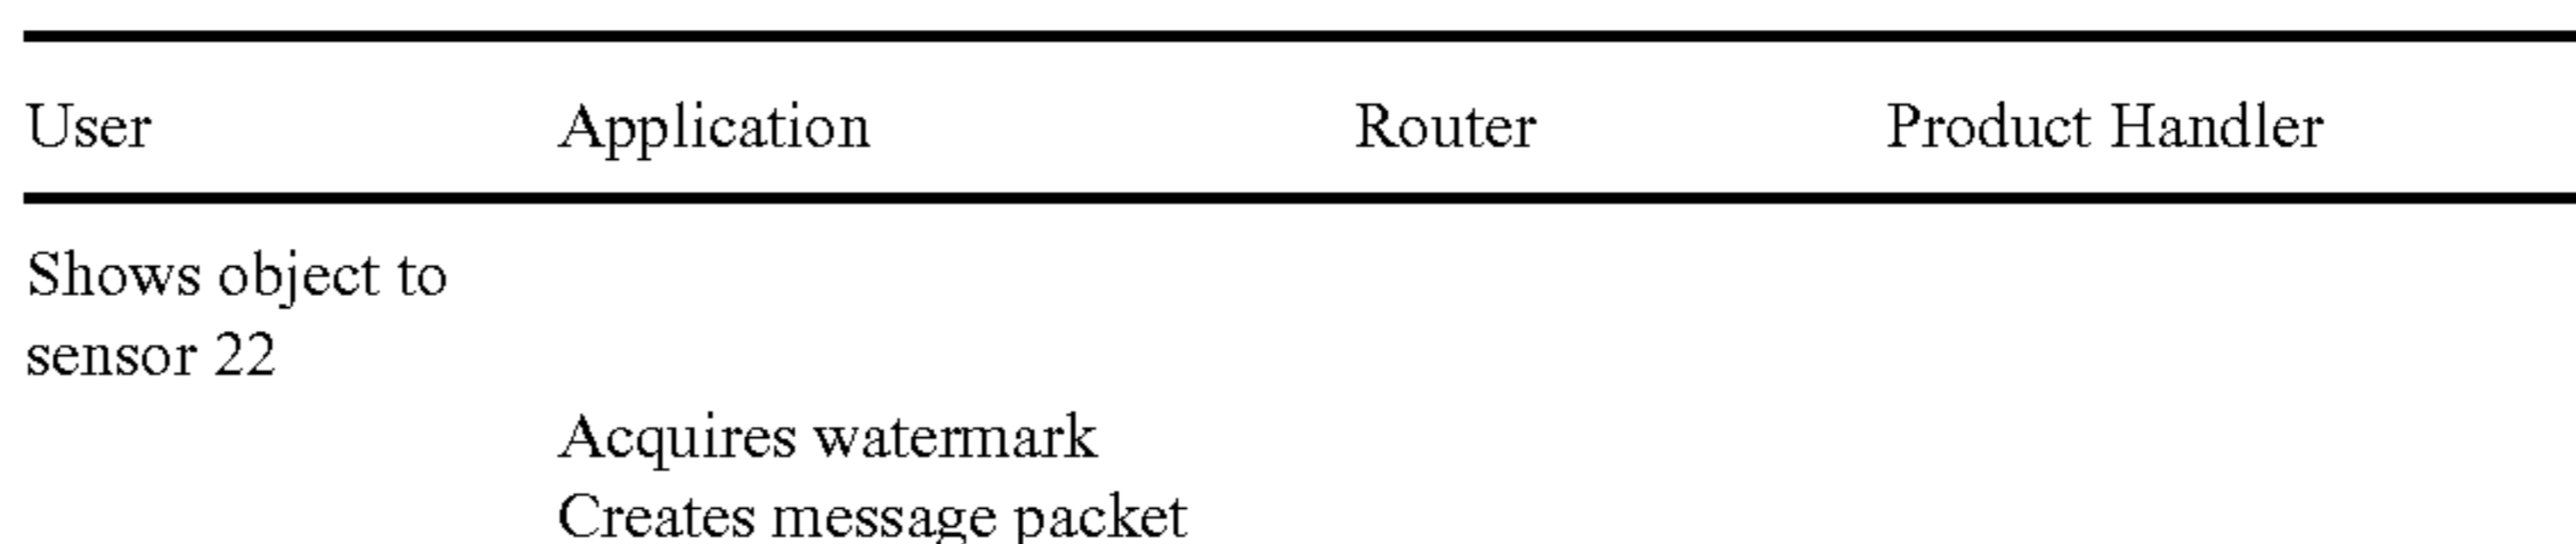 User Application Router Product Handler
Shows object to
sensor 22
Acquires watermark
Creates message packet